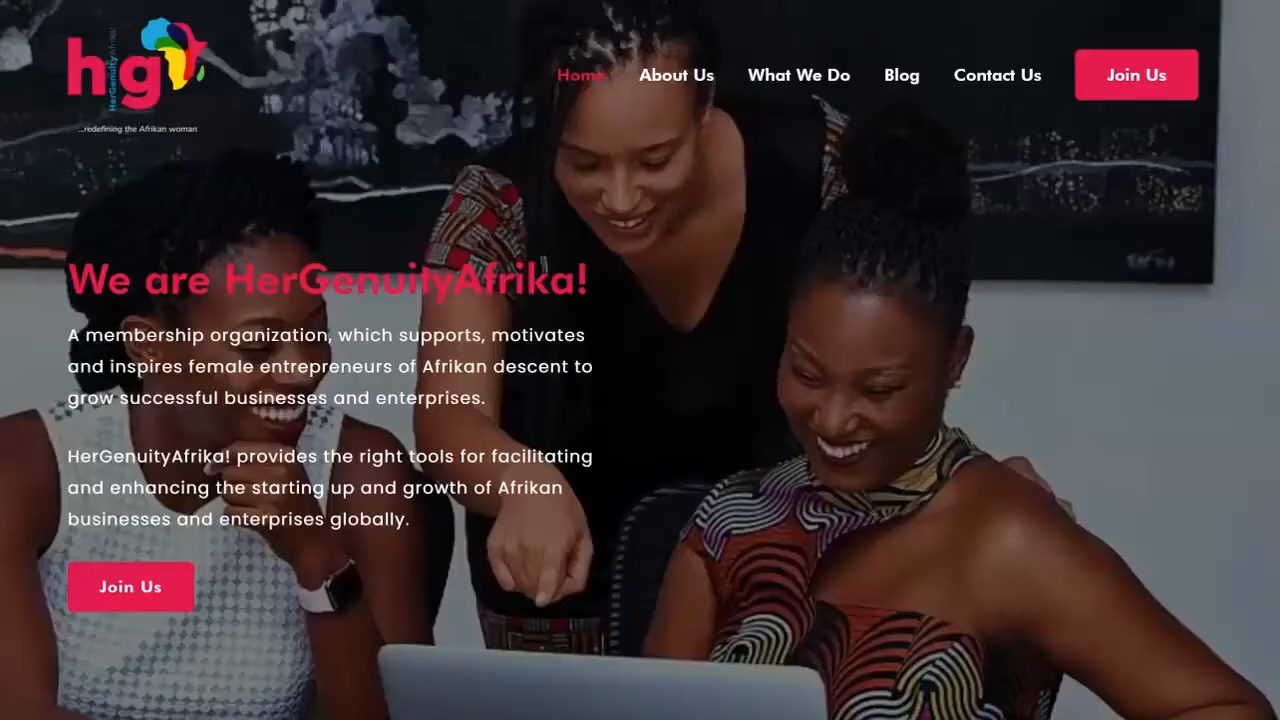 hg
HerGenuityAfrika!
...redefining the Afrikan woman
Home
About Us
What We Do
Blog
Contact Us
Join Us
We are HerGenuityAfrika!
A membership organization, which supports, motivates
and inspires female entrepreneurs of Afrikan descent to
grow successful businesses and enterprises.
HerGenuityAfrika! provides the right tools for facilitating
and enhancing the starting up and growth of Afrikan
businesses and enterprises globally.
Join Us